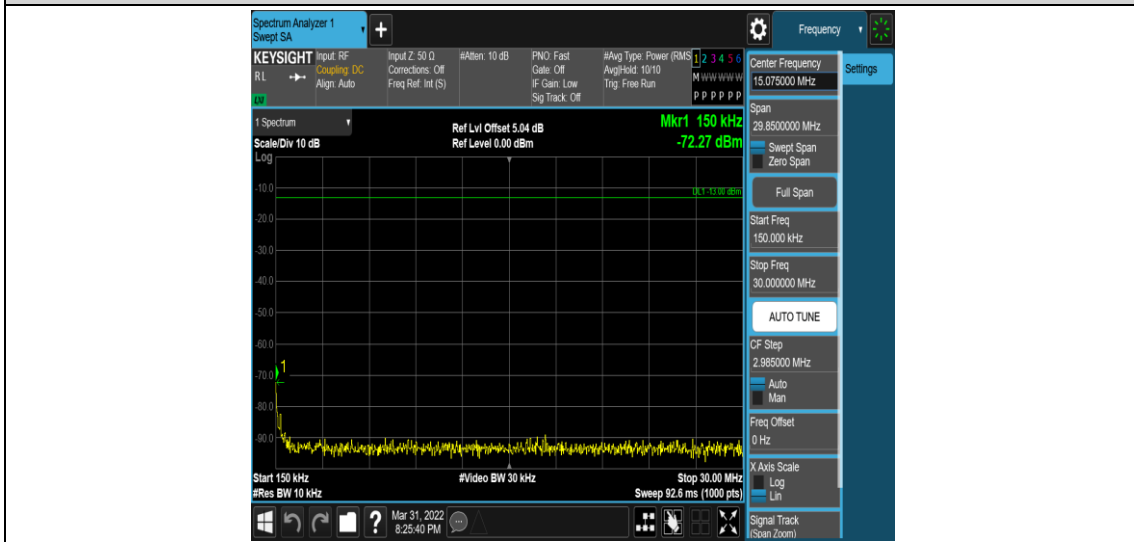 Spectrum Analyzer 1
Swept SA
+
Frequency
KEYSIGHT
RL
LXI
Input: RF
Coupling: DC
Align: Auto
Input Z: 50 Ω
Corrections: Off
Freq Ref: Int (S)
#Atten: 10 dB
PNO: Fast
Gate: Off
IF Gain: Low
Sig Track: Off
#Avg Type: Power (RMS
Avg|Hold: 10/10
Trig: Free Run
1 2 3 4 5 6
M W W W W W
P P P P P P
Center Frequency
15.075000 MHz
Settings
Span
29.8500000 MHz
Swept Span
Zero Span
Full Span
Start Freq
150.000 kHz
Stop Freq
30.000000 MHz
AUTO TUNE
CF Step
2.985000 MHz
Auto
Man
Freq Offset
0 Hz
X Axis Scale
Log
Lin
Signal Track
(Span Zoom)
1 Spectrum
Scale/Div 10 dB
Log
Ref Lvl Offset 5.04 dB
Ref Level 0.00 dBm
Mkr1 150 kHz
-72.27 dBm
DL1 -13.00 dBm
-10.0
-20.0
-30.0
-40.0
-50.0
-60.0
1
-70.0
-80.0
-90.0
Start 150 kHz
#Res BW 10 kHz
#Video BW 30 kHz
Stop 30.00 MHz
Sweep 92.6 ms (1000 pts)
?
Mar 31, 2022
8:25:40 PM